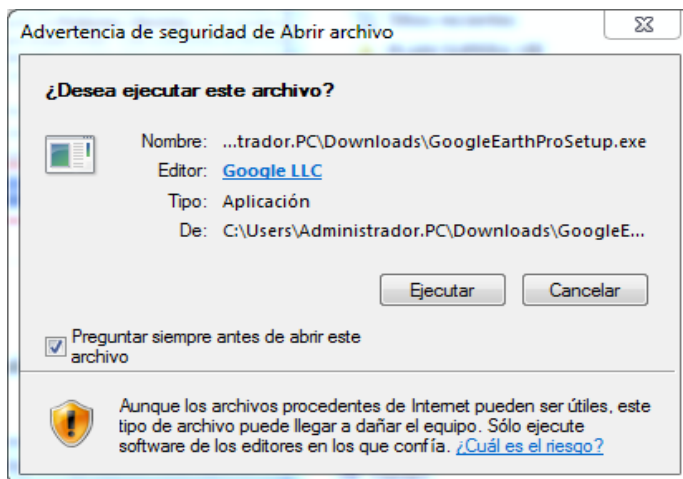 Advertencia de seguridad de Abrir archivo
¿Desea ejecutar este archivo?
Nombre: ...trador.PC\Downloads\GoogleEarthProSetup.exe
Editor: Google LLC
Tipo: Aplicación
De: C:\Users\Administrador.PC\Downloads\GoogleE...
Ejecutar Cancelar
Preguntar siempre antes de abrir este
archivo
Aunque los archivos procedentes de Internet pueden ser útiles, este
tipo de archivo puede llegar a dañar el equipo. Sólo ejecute
software de los editores en los que confía. ¿Cuál es el riesgo?